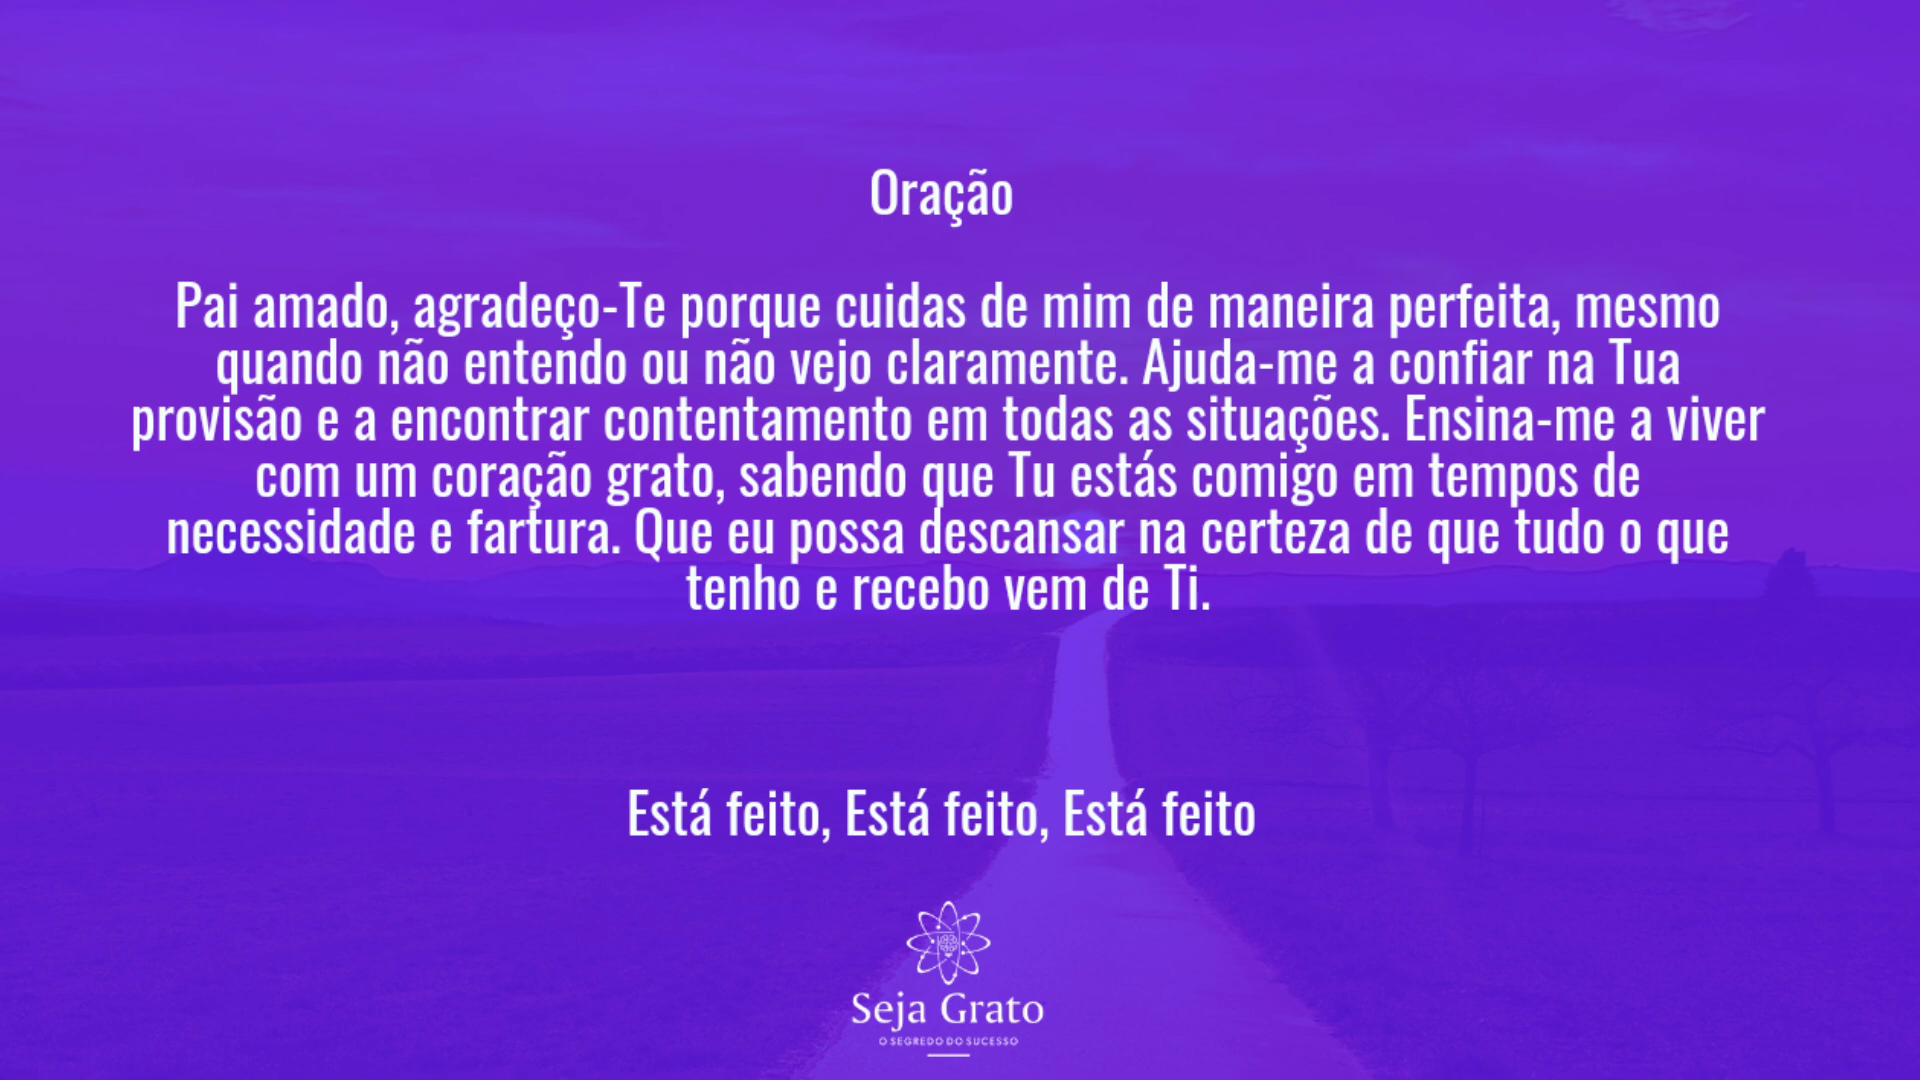 Oração
Pai amado, agradeço-Te porque cuidas de mim de maneira perfeita, mesmo
quando não entendo ou não vejo claramente. Ajuda-me a confiar na Tua
provisão e a encontrar contentamento em todas as situações. Ensina-me a viver
com um coração grato, sabendo que Tu estás comigo em tempos de
necessidade e fartura. Que eu possa descansar na certeza de que tudo o que
tenho e recebo vem de Ti.
Está feito, Está feito, Está feito
Seja Grato
O SEGREDO DO SUCESSO